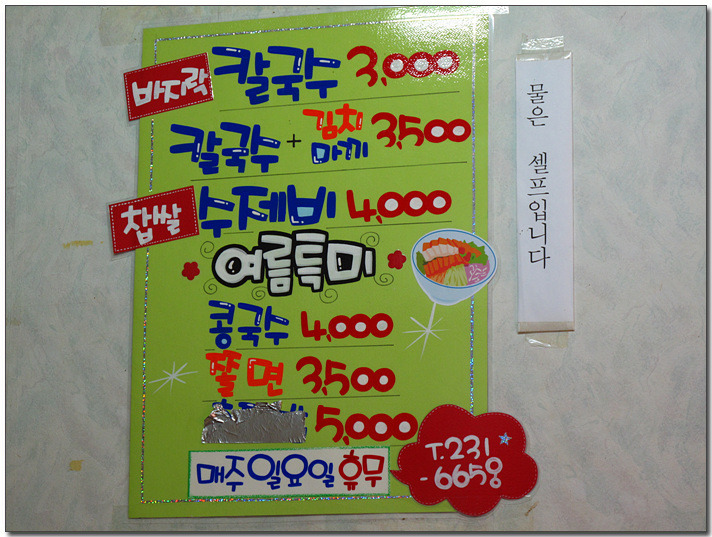 바지락 칼국수 3,000
칼국수 + 김치 마끼 3,500
찹쌀 수제비 4,000
여름특미
콩국수 4,000
쫄면 3,500
5,000
매주 일요일 휴무
T.231
-6658
물은 셀프입니다